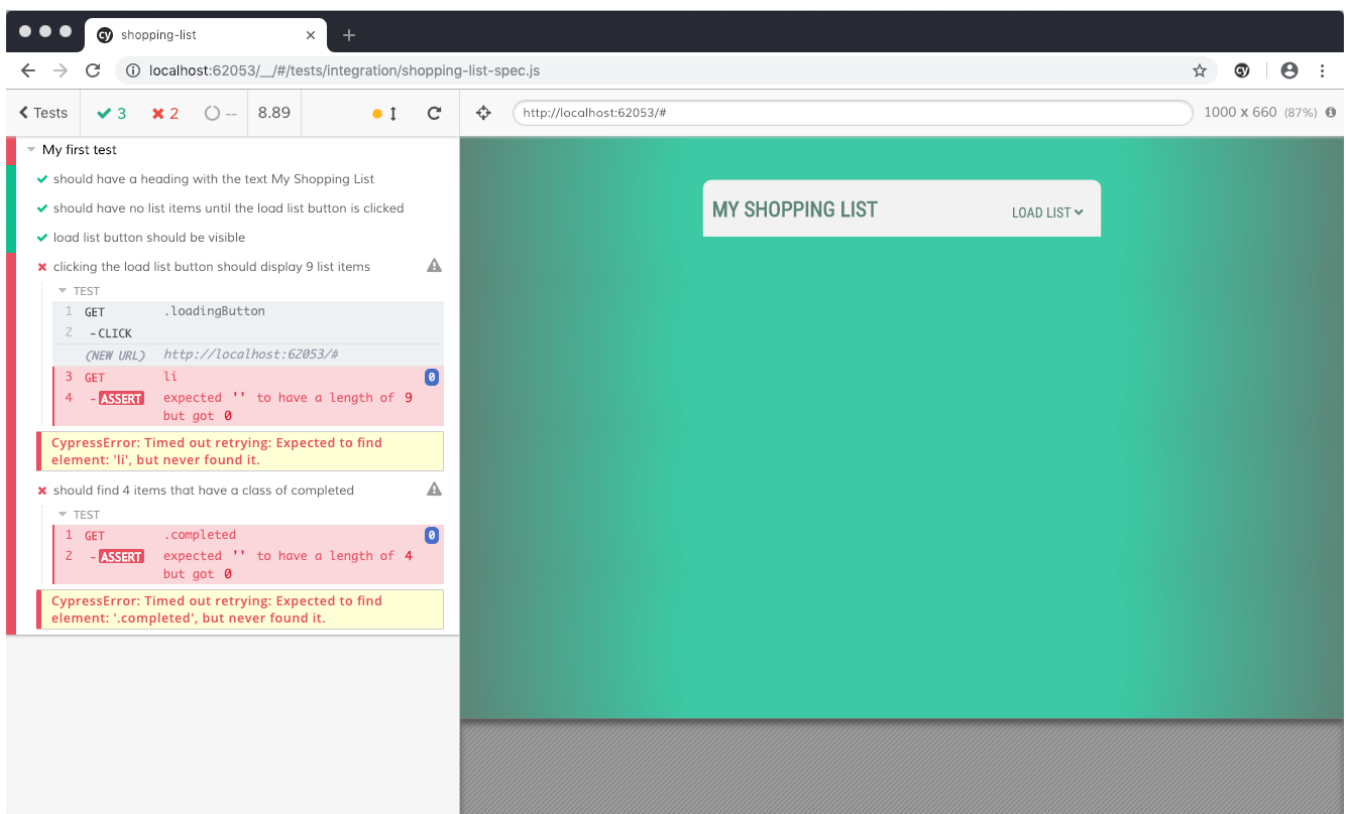 shopping-list
localhost:62053/__/#/tests/integration/shopping-list-spec.js
Tests 3 2 -- 8.89 http://localhost:62053/# 1000 x 660 (87%)
My first test
should have a heading with the text My Shopping List
should have no list items until the load list button is clicked
load list button should be visible
clicking the load list button should display 9 list items
TEST
1 GET .loadingButton
2 -CLICK
(NEW URL) http://localhost:62053/#
3 GET li 0
4 -ASSERT expected '' to have a length of 9
but got 0
CypressError: Timed out retrying: Expected to find
element: 'li', but never found it.
should find 4 items that have a class of completed
TEST
1 GET .completed 0
2 -ASSERT expected '' to have a length of 4
but got 0
CypressError: Timed out retrying: Expected to find
element: '.completed', but never found it.
MY SHOPPING LIST LOAD LIST